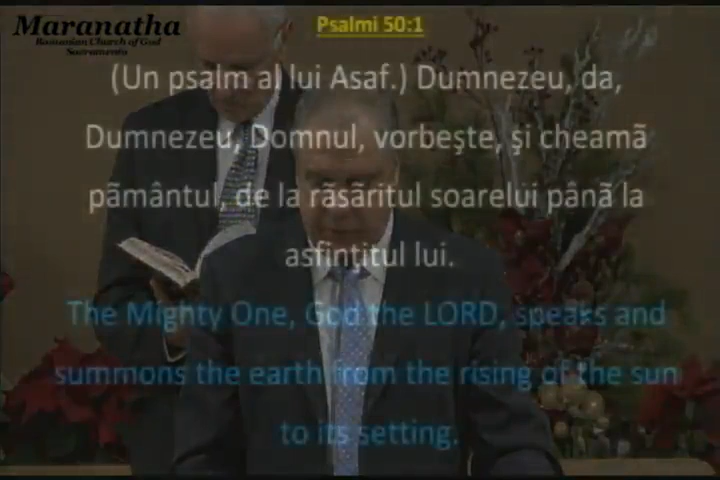 Maranatha
Romanian Church of God
Sacramento
Psalmi 50:1
(Un psalm al lui Asaf.) Dumnezeu, da,
Dumnezeu, Domnul, vorbeşte, şi cheamă
pământul, de la răsăritul soarelui până la
asfinţitul lui.
The Mighty One, God the LORD, speaks and
summons the earth from the rising of the sun
to its setting.